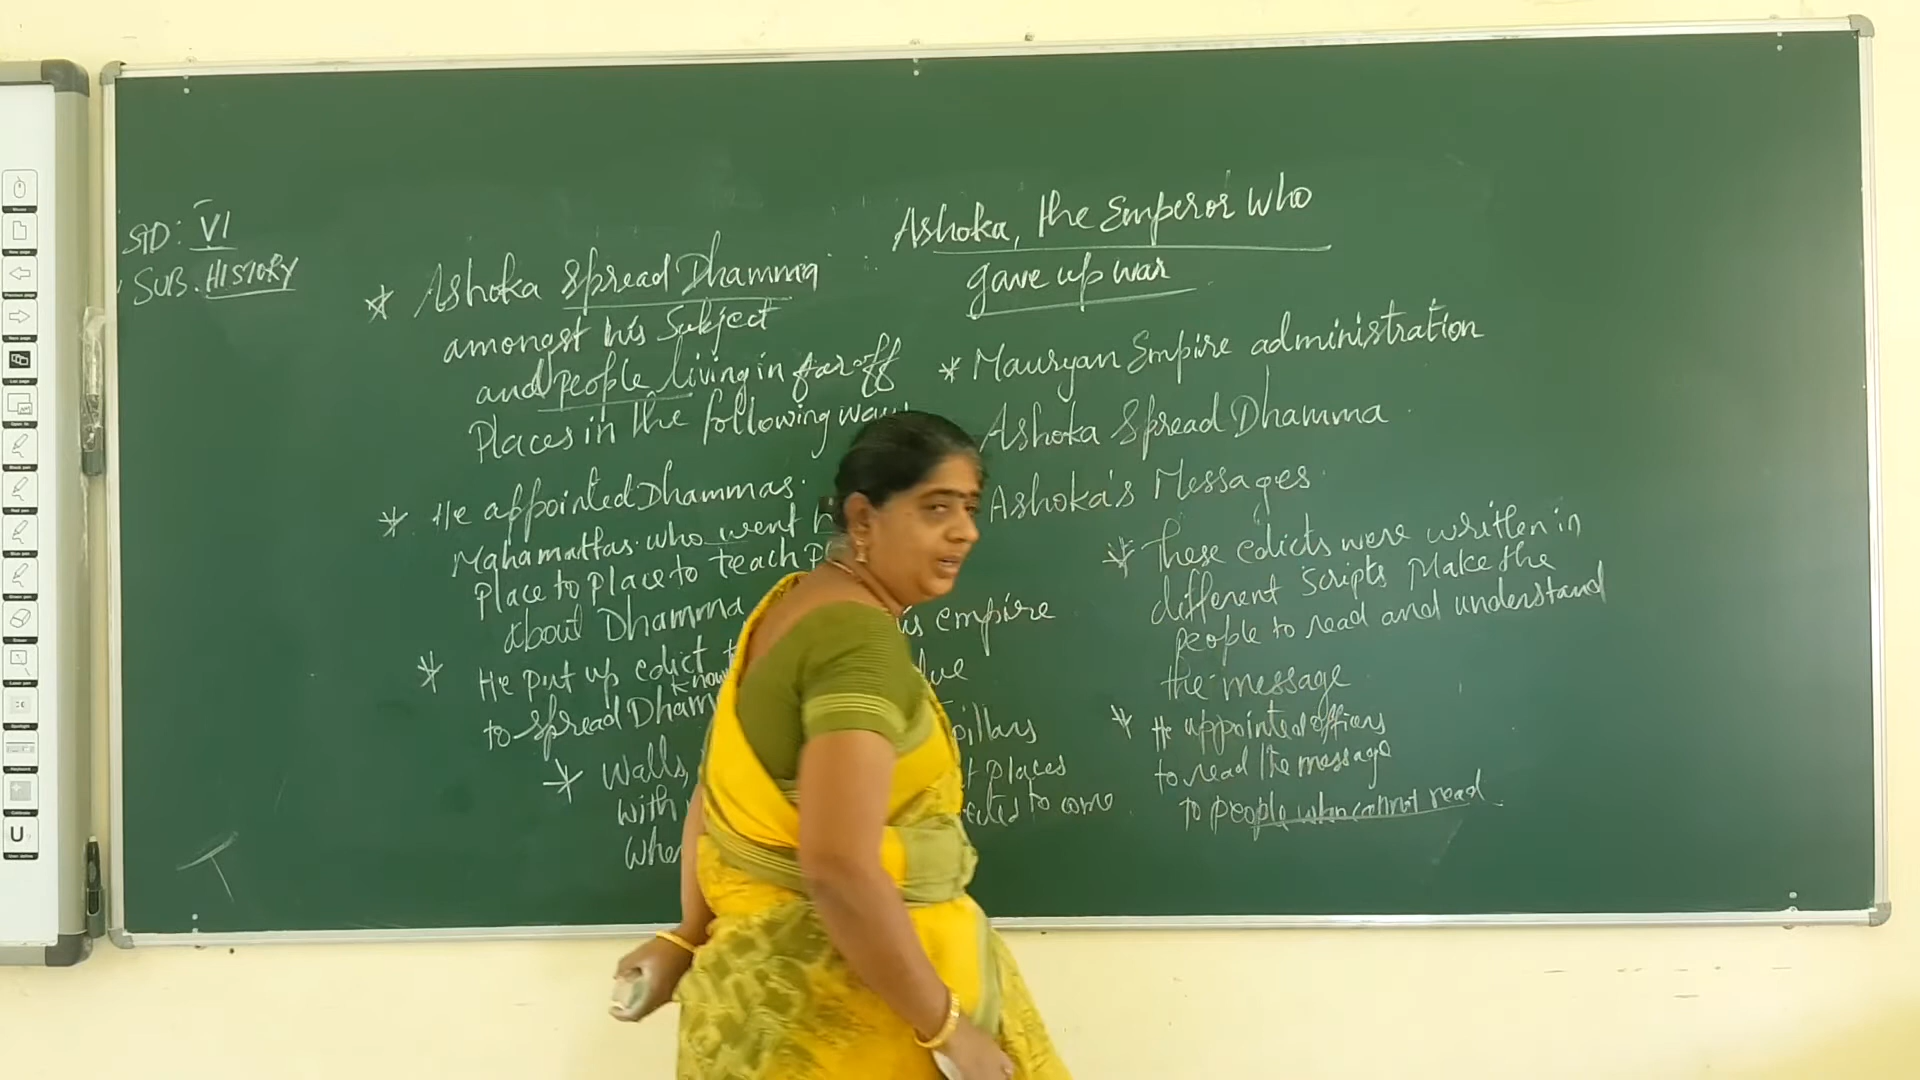 STD: VI
SUB. HISTORY
Ashoka, the Emperor who
gave up war
* Ashoka Spread Dhamma
amongst his Subject
and people living in far off
Places in the following
* He appointed Dhammas.
Mahamattas. who went
Place to place to teach
about Dhamma
empire
* He put up edict
know
to spread
* Walls,
pillars
places
with
to come
* Mauryan Empire administration
Ashoka Spread Dhamma
Ashoka's Messages.
* These edicts were written in
different Scripts Make the
people to read and understand
the message
* He appointed officers
to read the message
to people who cannot read